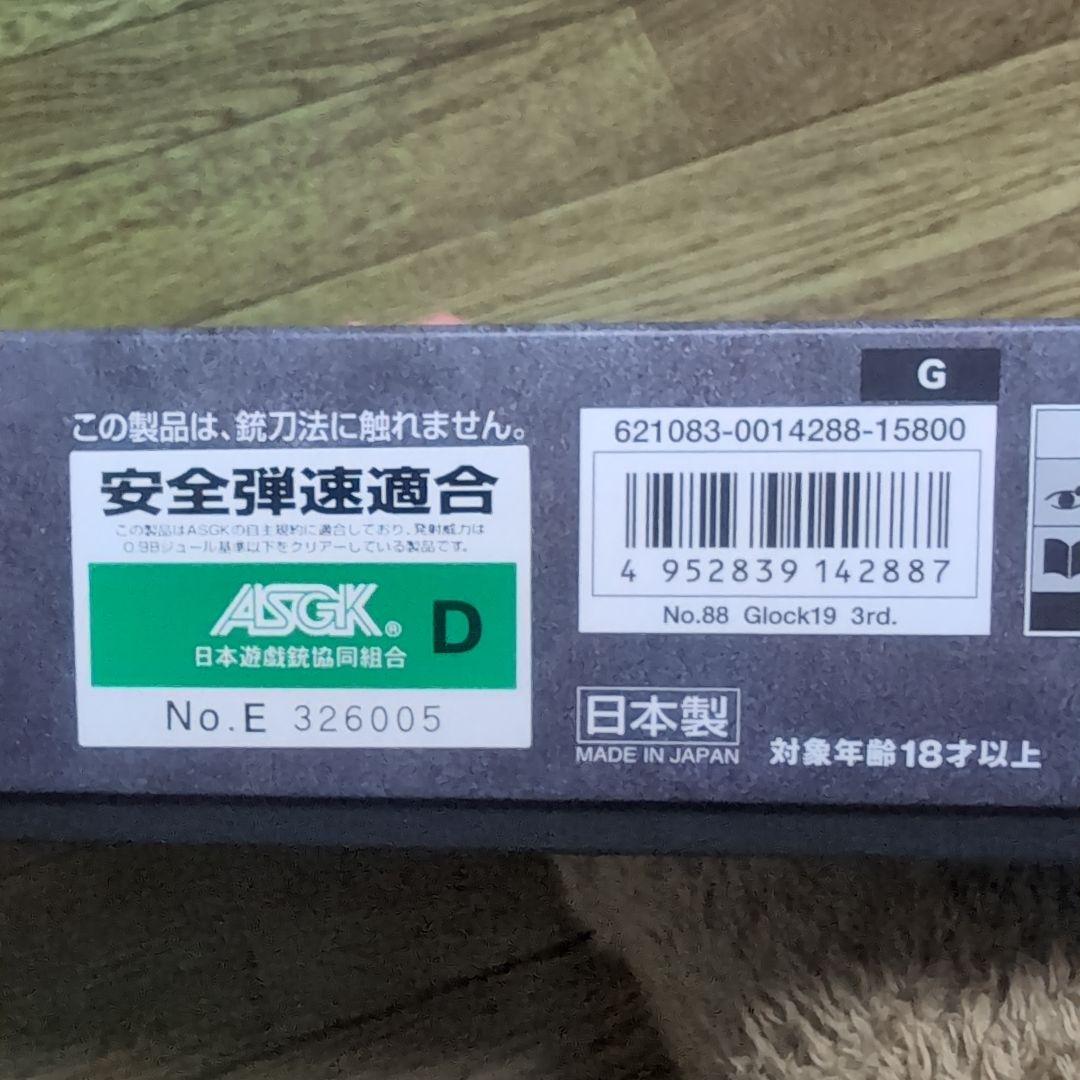 この製品は、銃刀法に触れません。
安全弾速適合
この製品はASGKの自主規約に適合しており、発射威力は
0.98ジュール基準以下をクリアーしている製品です。
ASGK® D
日本遊戯銃協同組合
No.E 326005
G
621083-0014288-15800
4 952839 142887
No.88 Glock19 3rd.
日本製
MADE IN JAPAN
対象年齢18才以上